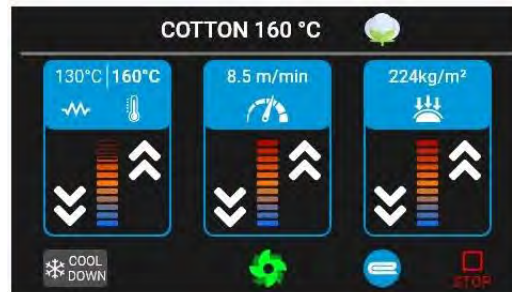 COTTON 160 °C
130°C 160°C
8.5 m/min
224kg/m²
COOL
DOWN
STOP